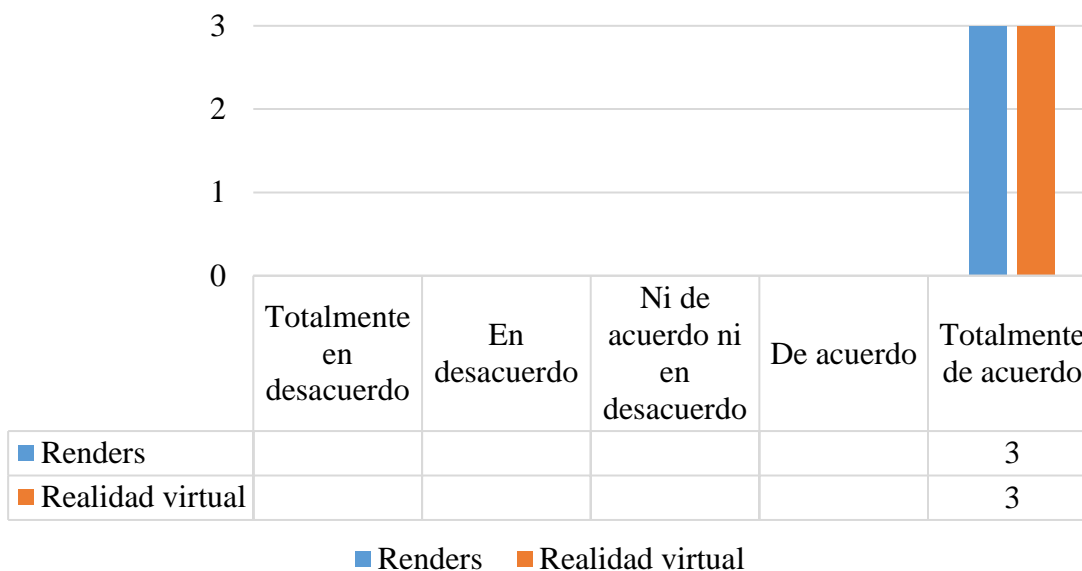 3
2
1
0
Totalmente
en
desacuerdo
En
desacuerdo
Ni de
acuerdo ni
en
desacuerdo
De acuerdo
Totalmente
de acuerdo
Renders 3
Realidad virtual 3
Renders Realidad virtual